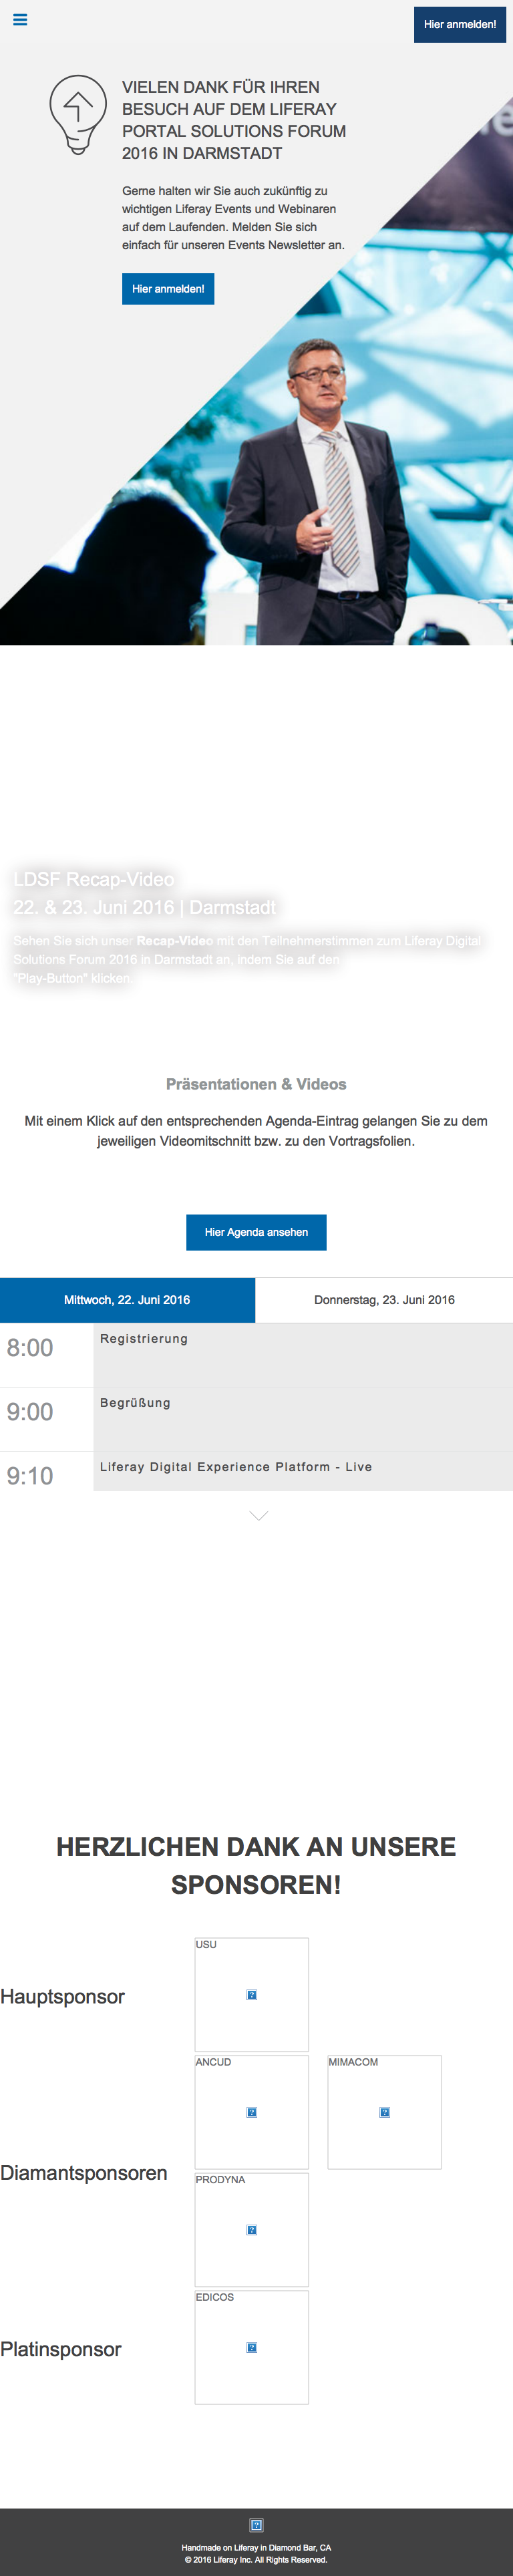 Hier anmelden!
VIELEN DANK FÜR IHREN
BESUCH AUF DEM LIFERAY
PORTAL SOLUTIONS FORUM
2016 IN DARMSTADT
Gerne halten wir Sie auch zukünftig zu
wichtigen Liferay Events und Webinaren
auf dem Laufenden. Melden Sie sich
einfach für unseren Events Newsletter an.
Hier anmelden!
LDSF Recap-Video
22. & 23. Juni 2016 | Darmstadt
Sehen Sie sich unser Recap-Video mit den Teilnehmerstimmen zum Liferay Digital
Solutions Forum 2016 in Darmstadt an, indem Sie auf den
"Play-Button" klicken.
Präsentationen & Videos
Mit einem Klick auf den entsprechenden Agenda-Eintrag gelangen Sie zu dem
jeweiligen Videomitschnitt bzw. zu den Vortragsfolien.
Hier Agenda ansehen
Mittwoch, 22. Juni 2016 Donnerstag, 23. Juni 2016
8:00 Registrierung
9:00 Begrüßung
9:10 Liferay Digital Experience Platform - Live
HERZLICHEN DANK AN UNSERE
SPONSOREN!
USU
Hauptsponsor
ANCUD MIMACOM
Diamantsponsoren
PRODYNA
EDICOS
Platinsponsor
Handmade on Liferay in Diamond Bar, CA
© 2016 Liferay Inc. All Rights Reserved.